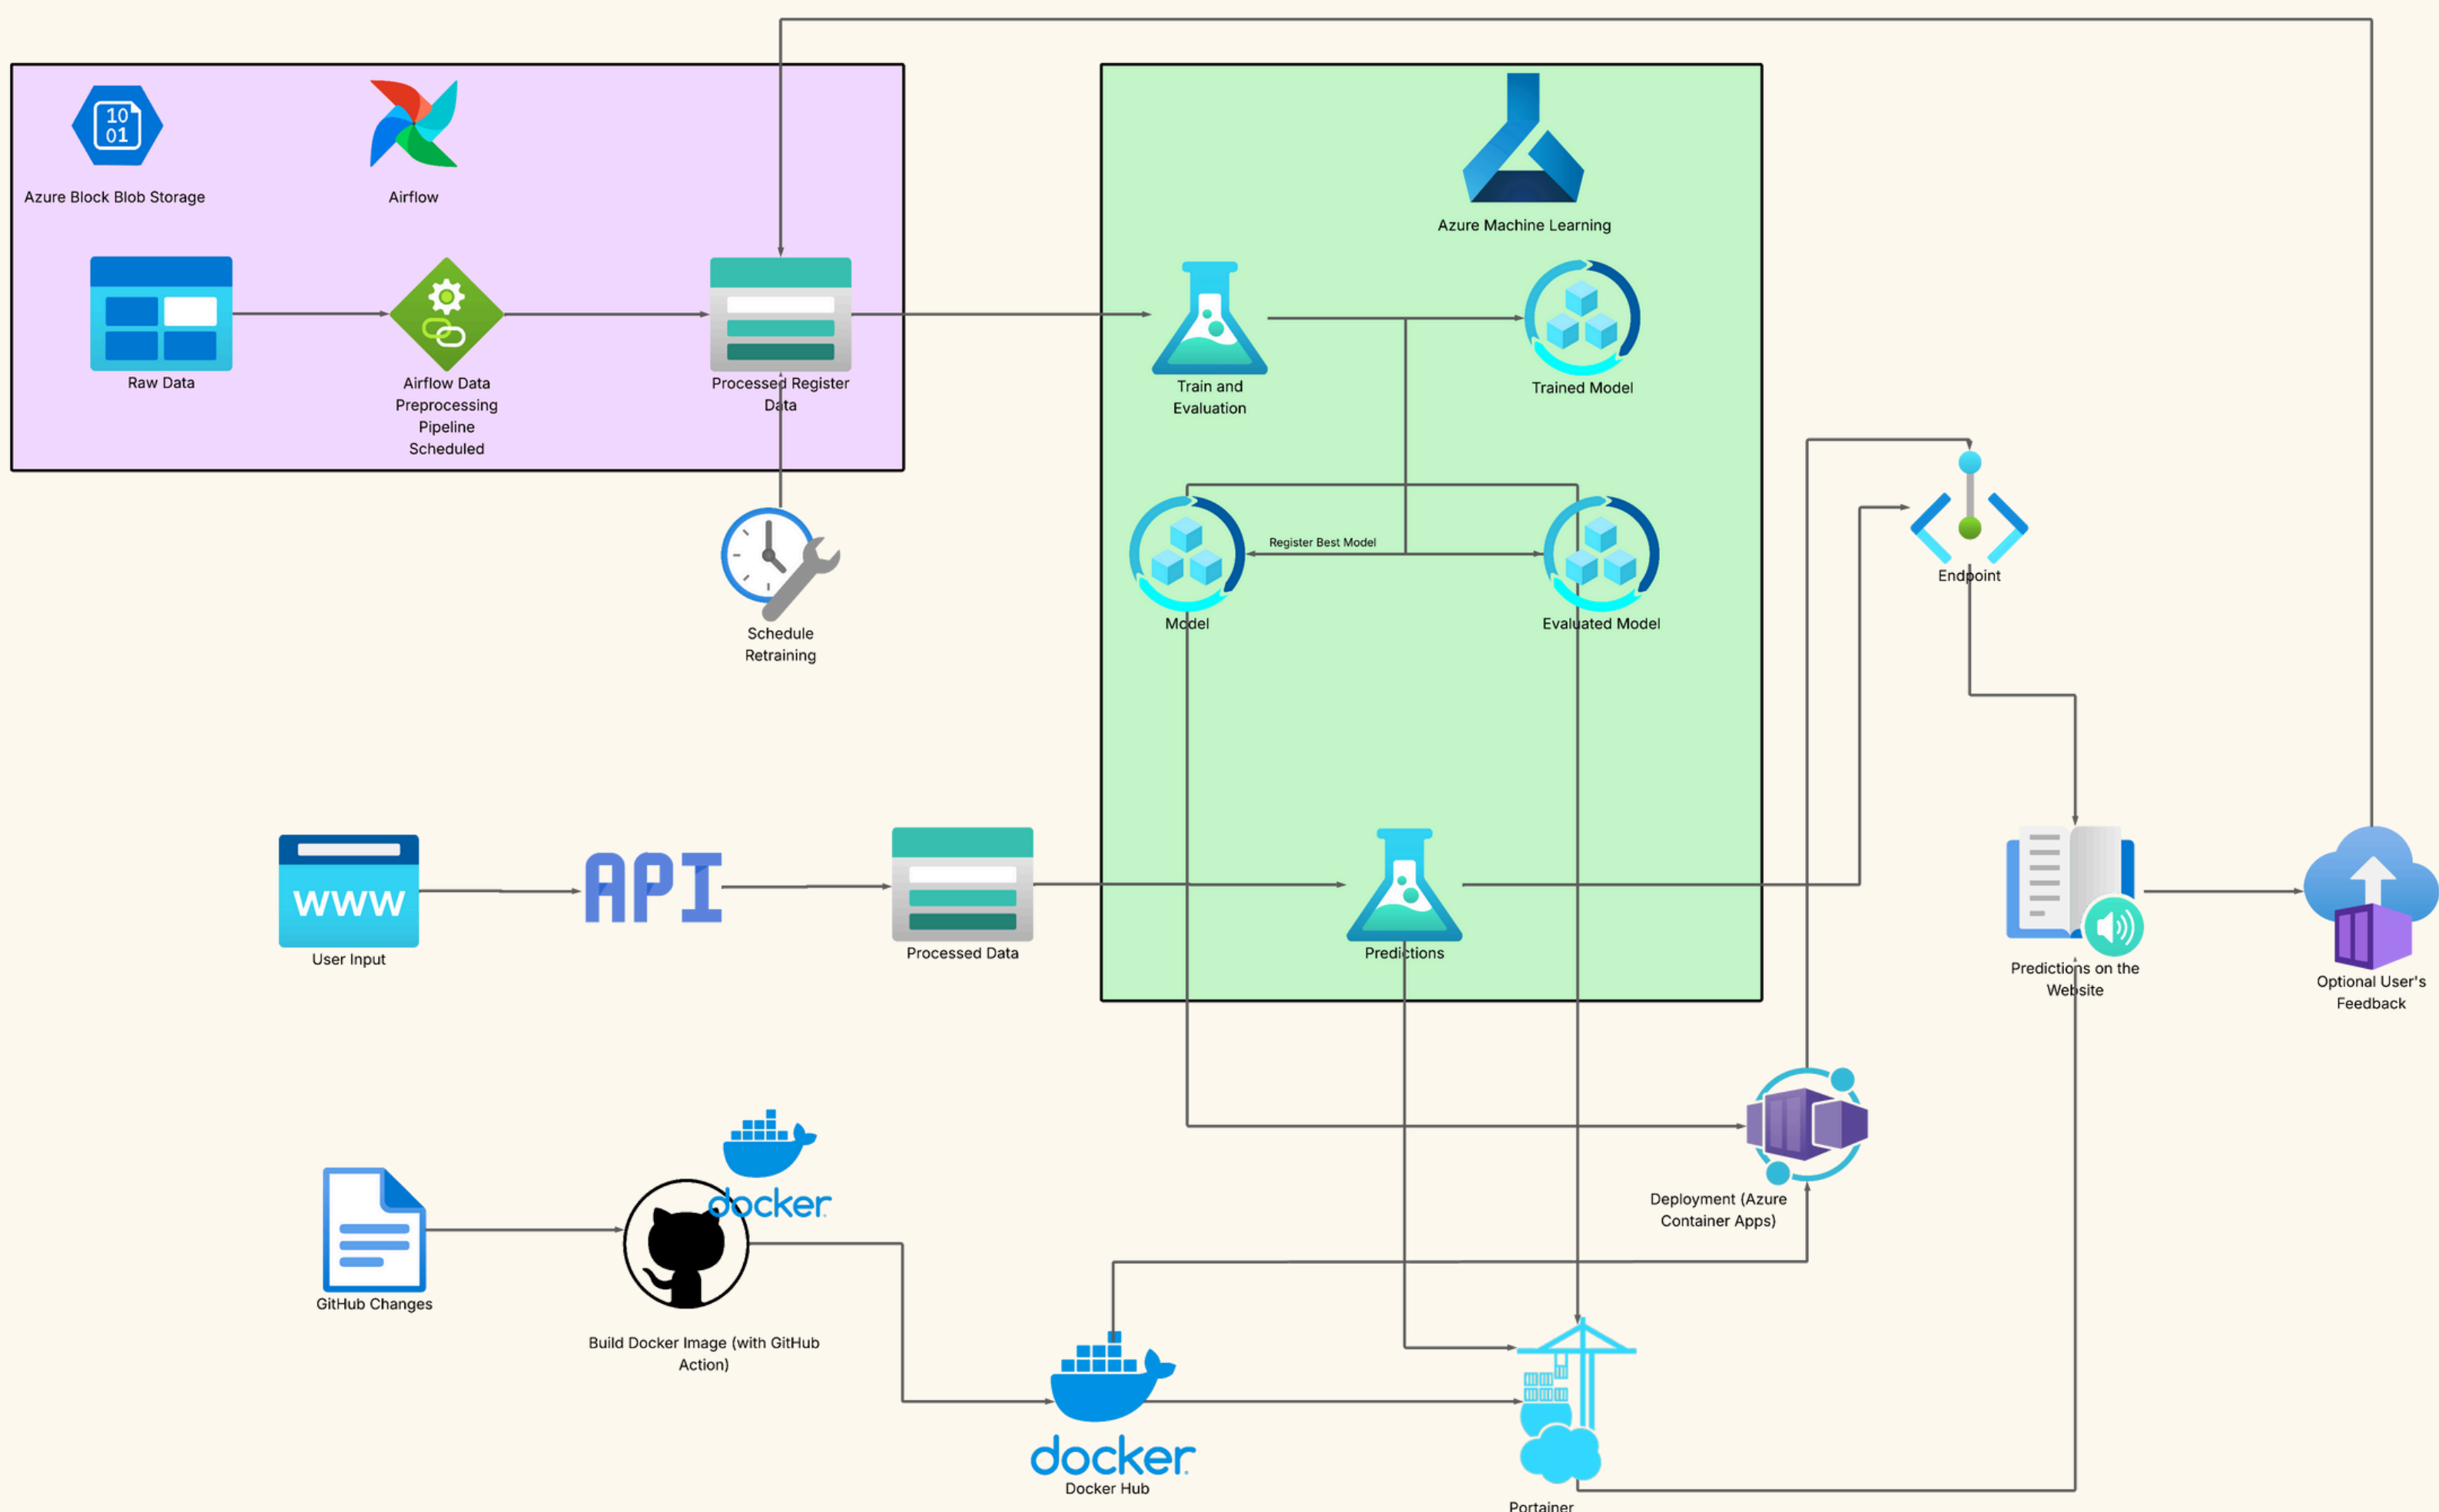 10
01
Azure Block Blob Storage
Airflow
Azure Machine Learning
Raw Data
Airflow Data
Preprocessing
Pipeline
Scheduled
Processed Register
Data
Train and
Evaluation
Trained Model
Register Best Model
Model
Evaluated Model
Endpoint
Schedule
Retraining
www
User Input
API
Processed Data
Predictions
Predictions on the
Website
Optional User's
Feedback
docker
GitHub Changes
Build Docker Image (with GitHub
Action)
Deployment (Azure
Container Apps)
docker
Docker Hub
Portainer